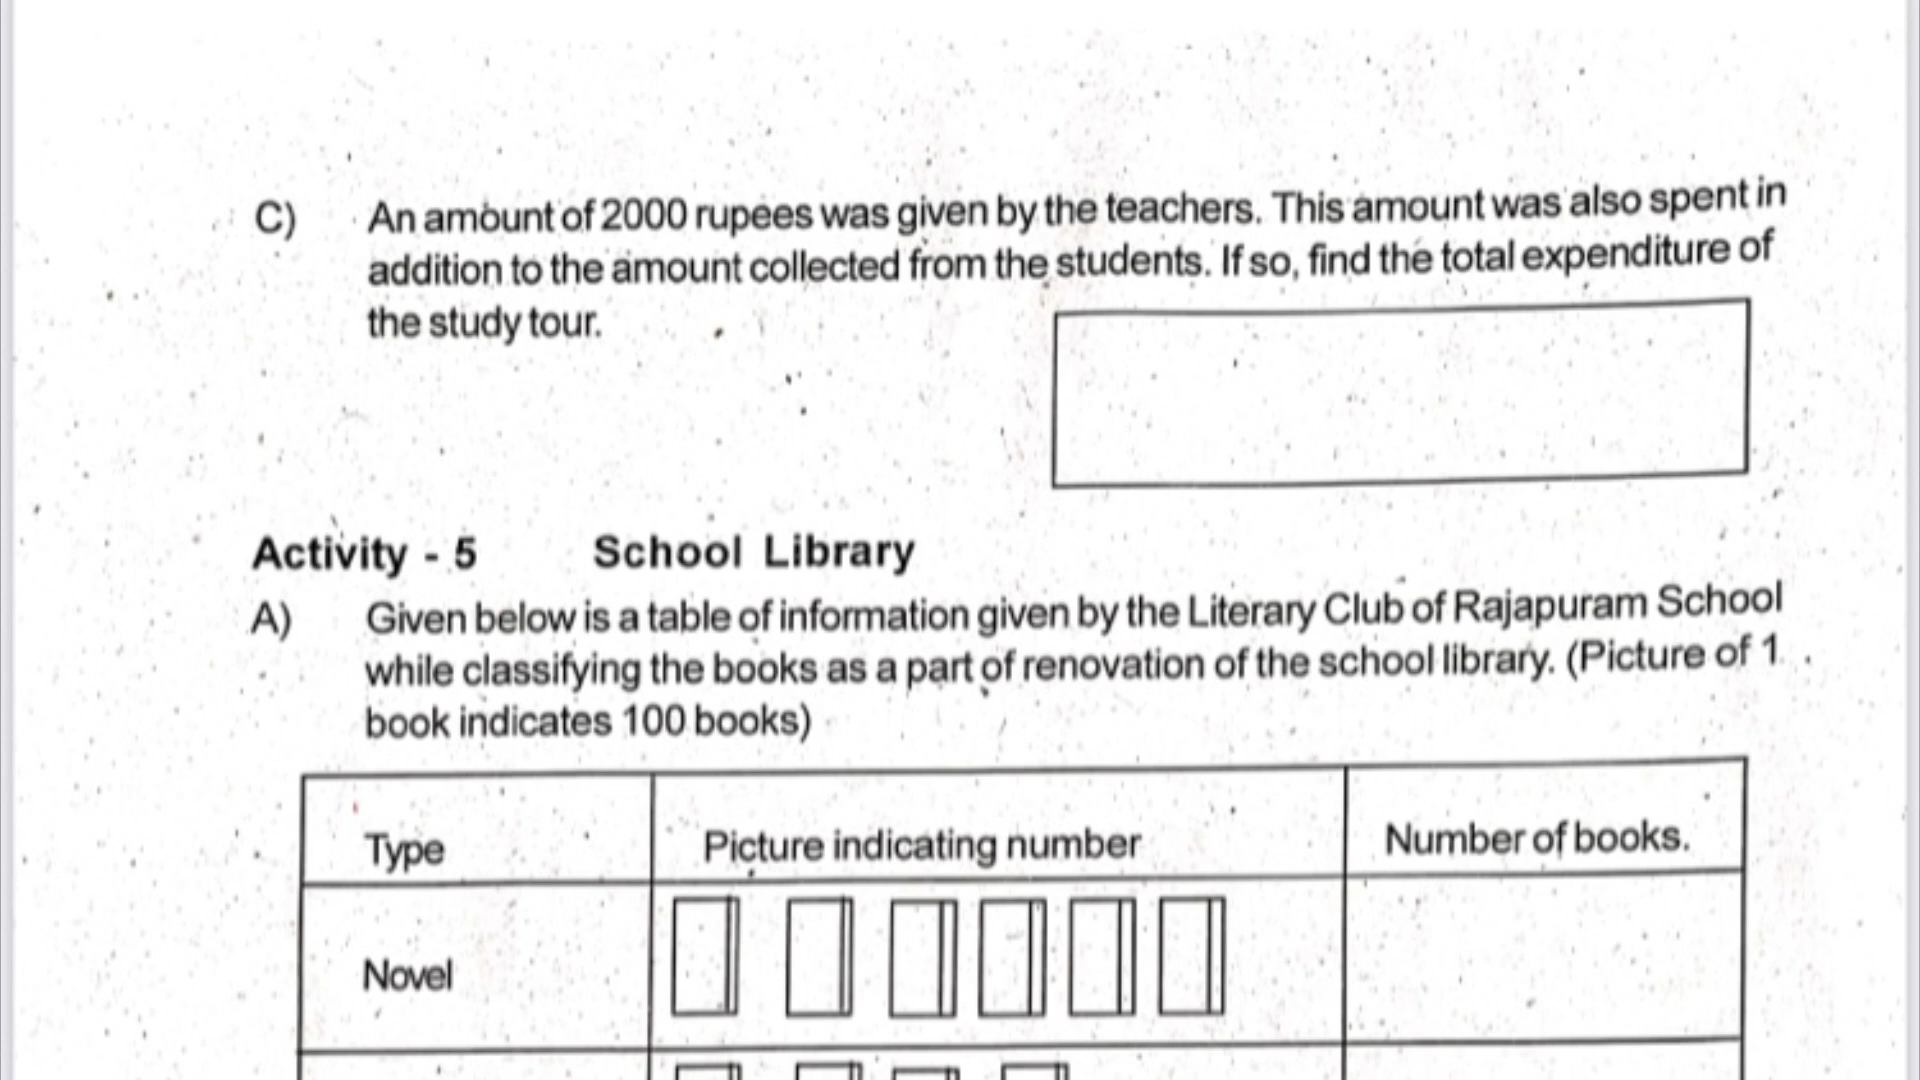 C) An amount of 2000 rupees was given by the teachers. This amount was also spent in
addition to the amount collected from the students. If so, find the total expenditure of
the study tour.
Activity - 5 School Library
A) Given below is a table of information given by the Literary Club of Rajapuram School
while classifying the books as a part of renovation of the school library. (Picture of 1
book indicates 100 books)
Type Picture indicating number Number of books.
Novel